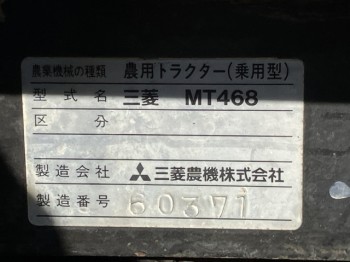 農業機械の種類 農用トラクター(乗用型)
型式名 三菱 MT468
区分
製造会社 三菱農機株式会社
製造番号 60371